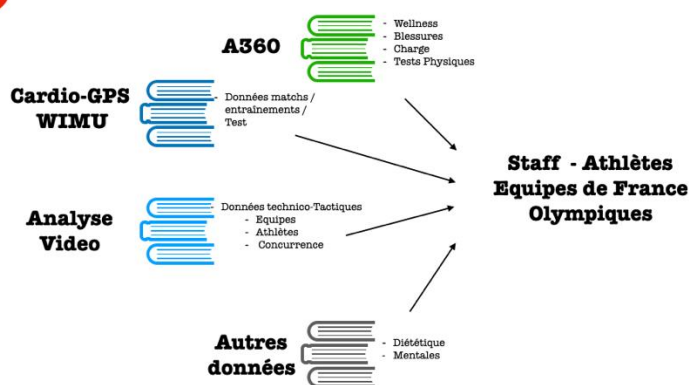 A360
- Wellness
- Blessures
- Charge
- Tests Physiques
Cardio-GPS
WIMU
- Données matchs /
entraînements /
Test
Staff - Athlètes
Equipes de France
Olympiques
Analyse
Video
- Données technico-Tactiques
- Equipes
- Athlètes
- Concurrence
Autres
données
- Diététique
- Mentales